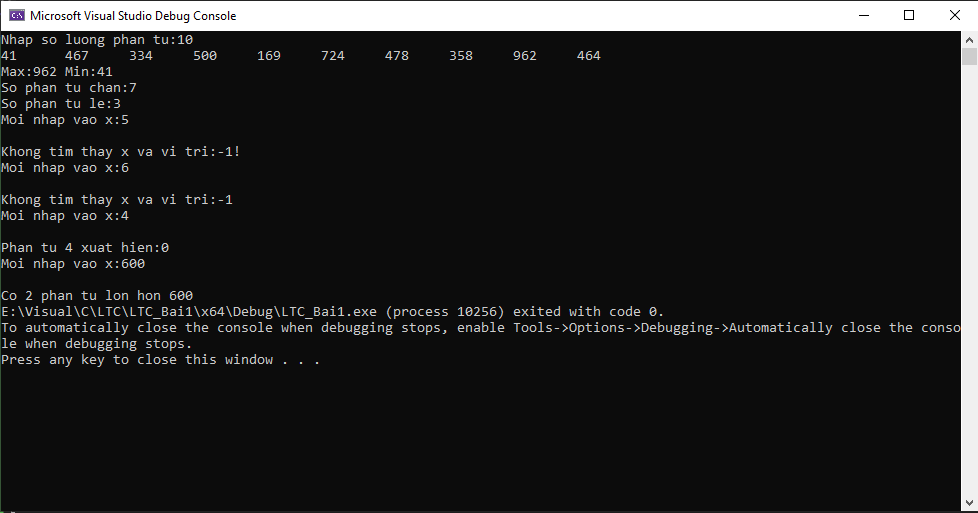 Microsoft Visual Studio Debug Console
Nhap so luong phan tu:10
41 467 334 500 169 724 478 358 962 464
Max:962 Min:41
So phan tu chan:7
So phan tu le:3
Moi nhap vao x:5
Khong tim thay x va vi tri:-1!
Moi nhap vao x:6
Khong tim thay x va vi tri:-1
Moi nhap vao x:4
Phan tu 4 xuat hien:0
Moi nhap vao x:600
Co 2 phan tu lon hon 600
E:\Visual\C\LTC\LTC_Bai1\x64\Debug\LTC_Bai1.exe (process 10256) exited with code 0.
To automatically close the console when debugging stops, enable Tools->Options->Debugging->Automatically close the conso
le when debugging stops.
Press any key to close this window . . .